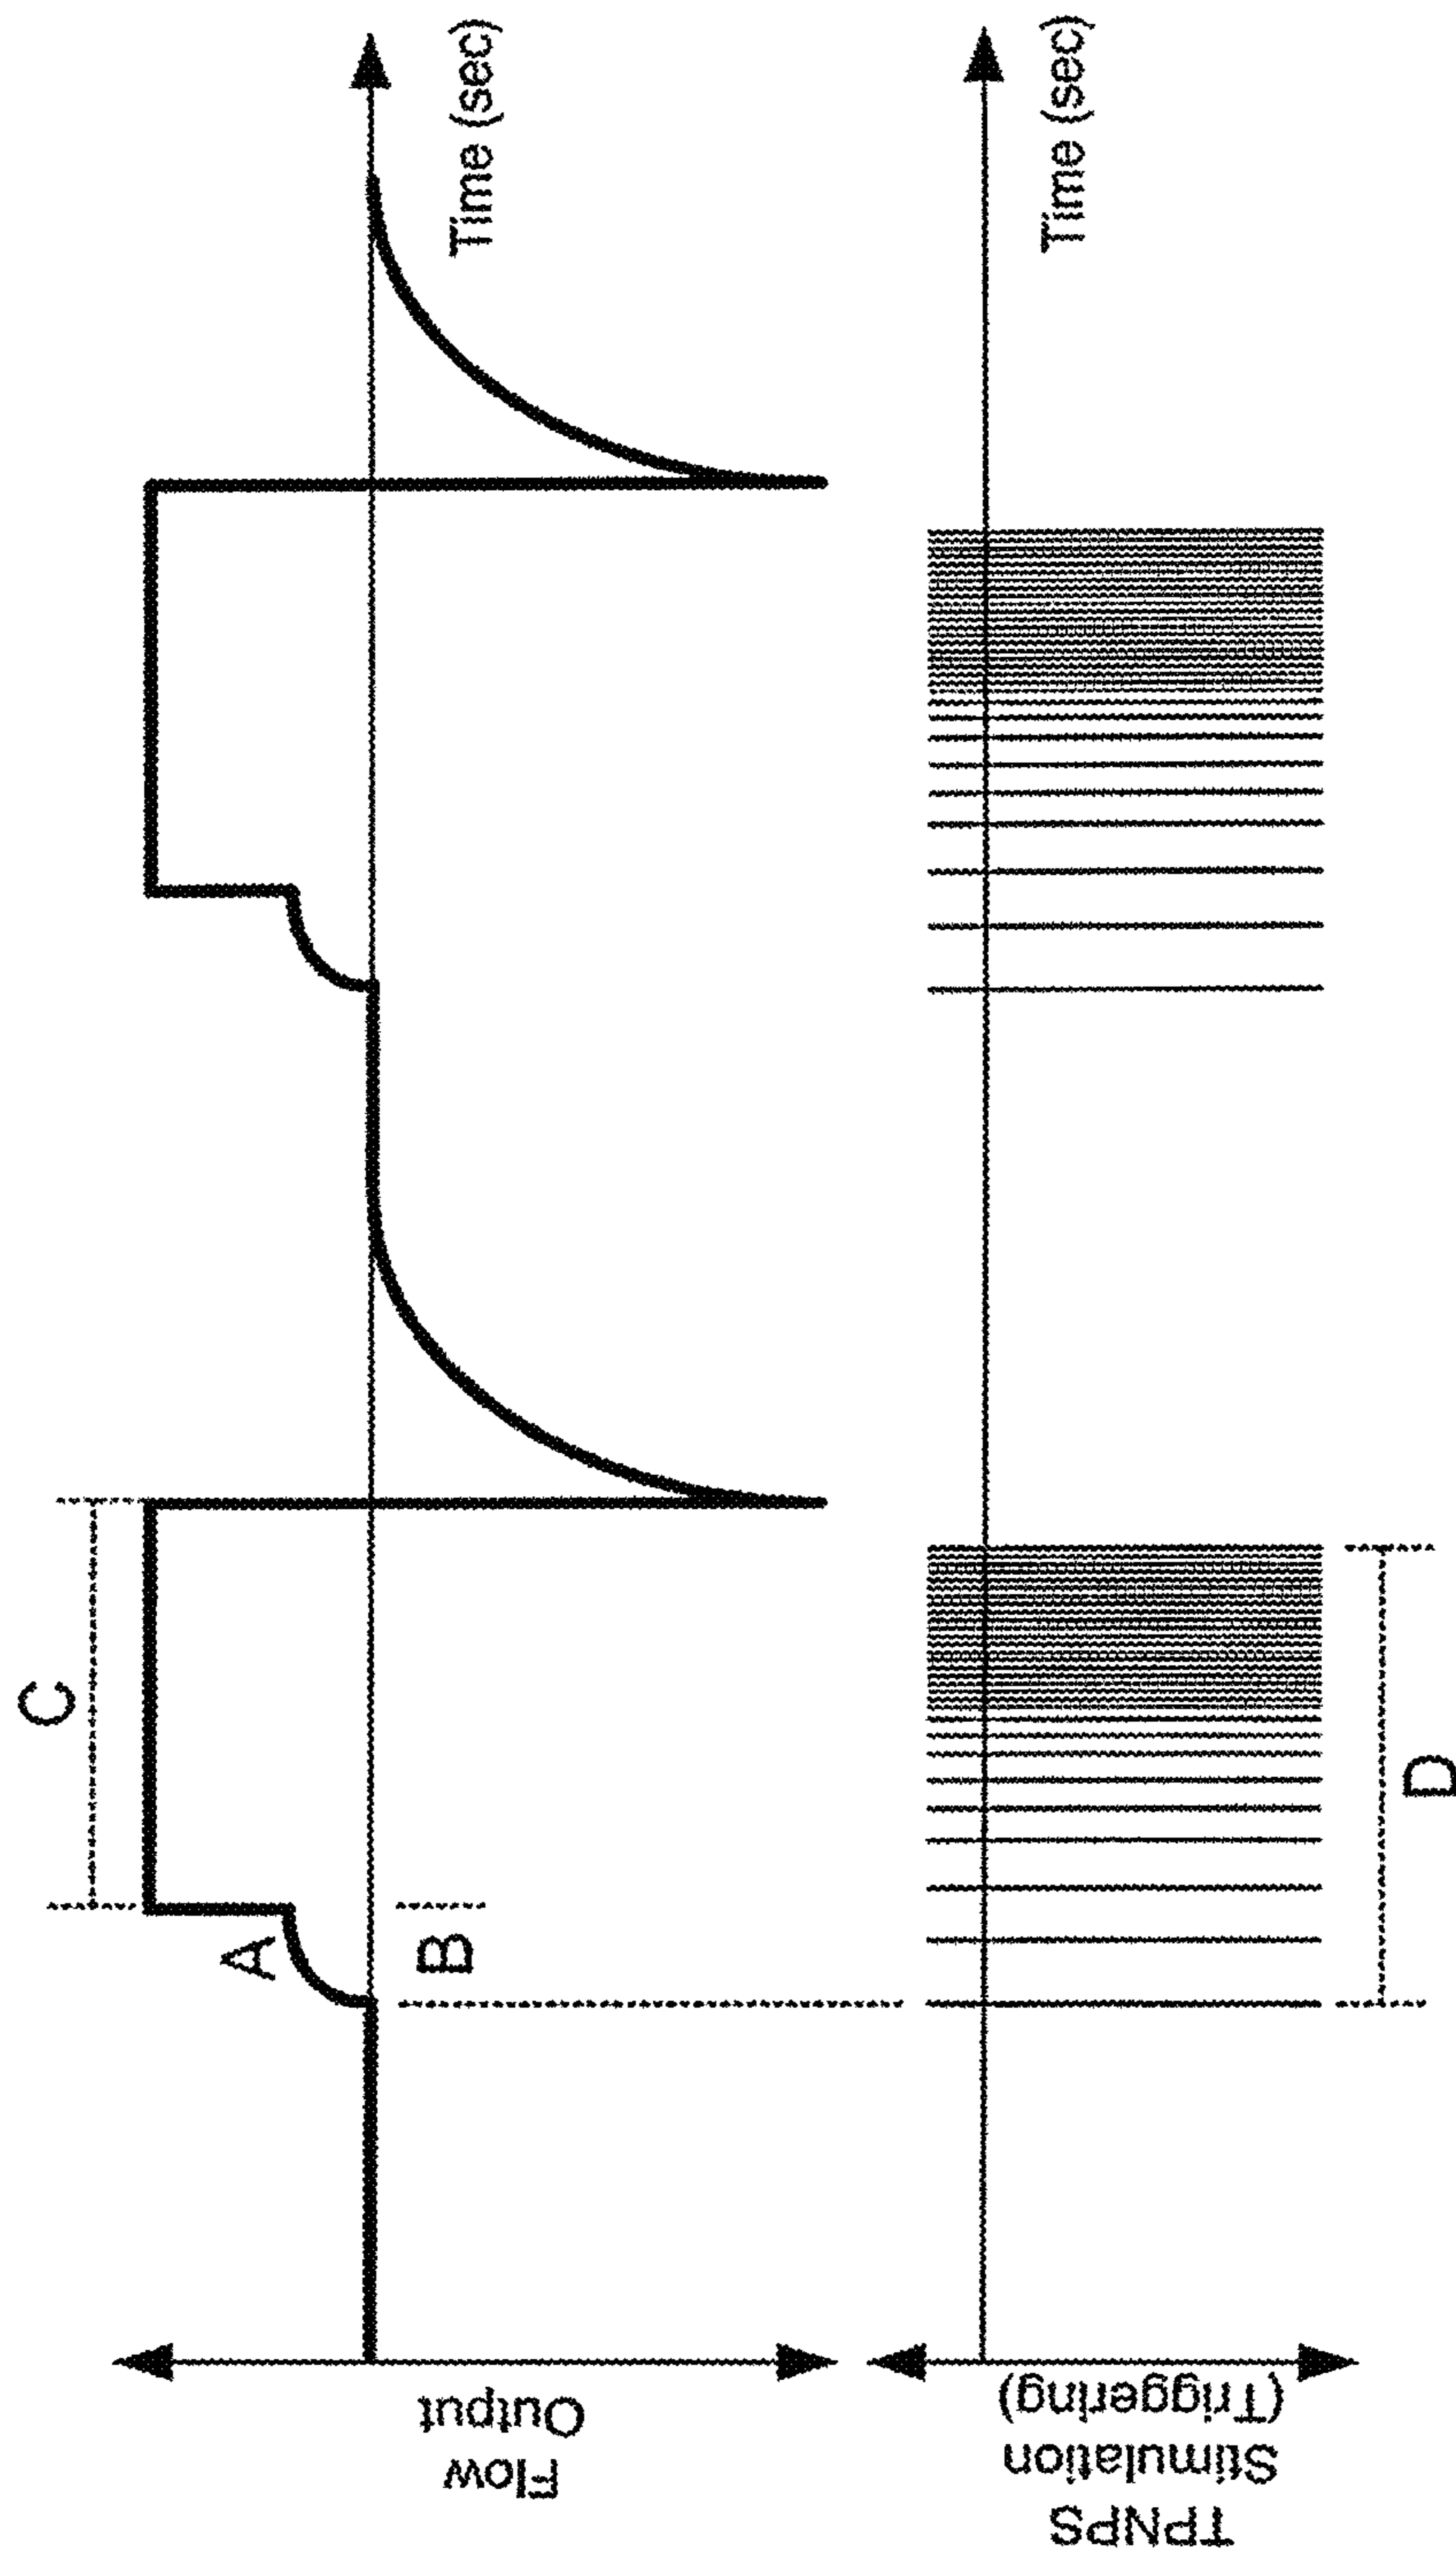 C
A
B
Flow
Output
Time (sec)
TPNPS
Stimulation
(Triggering)
Time (sec)
D